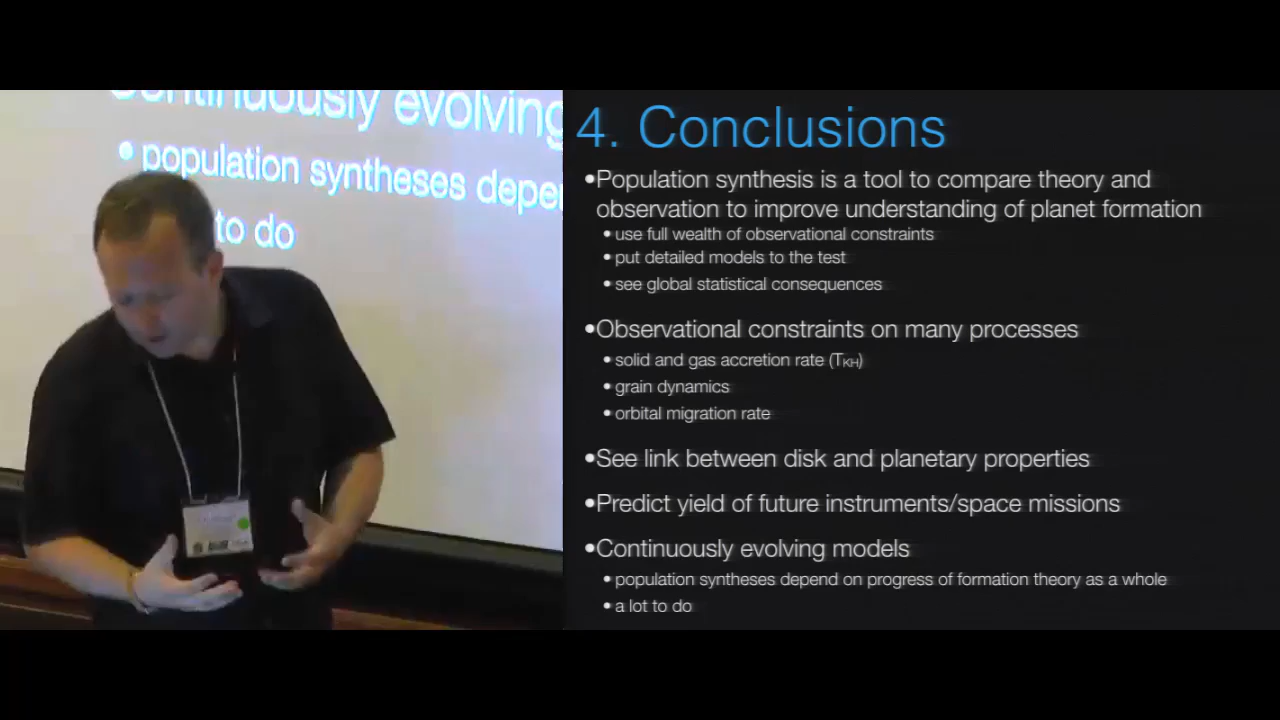 Continuously evolving
• population syntheses depe
to do
4. Conclusions
•Population synthesis is a tool to compare theory and
observation to improve understanding of planet formation
• use full wealth of observational constraints
• put detailed models to the test
• see global statistical consequences
•Observational constraints on many processes
• solid and gas accretion rate (TKH)
• grain dynamics
• orbital migration rate
•See link between disk and planetary properties
•Predict yield of future instruments/space missions
•Continuously evolving models
• population syntheses depend on progress of formation theory as a whole
• a lot to do